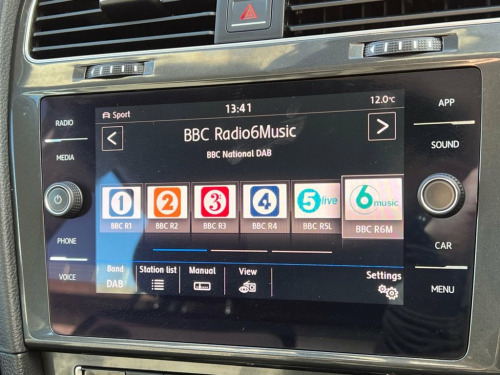 Sport 13:41 12.0°C
< BBC Radio6Music >
BBC National DAB
1 2 3 4 5 live 6 music
BBC R1 BBC R2 BBC R3 BBC R4 BBC R5L BBC R6M
Band Station list Manual View Settings
DAB
RADIO
MEDIA
PHONE
VOICE
APP
SOUND
CAR
MENU